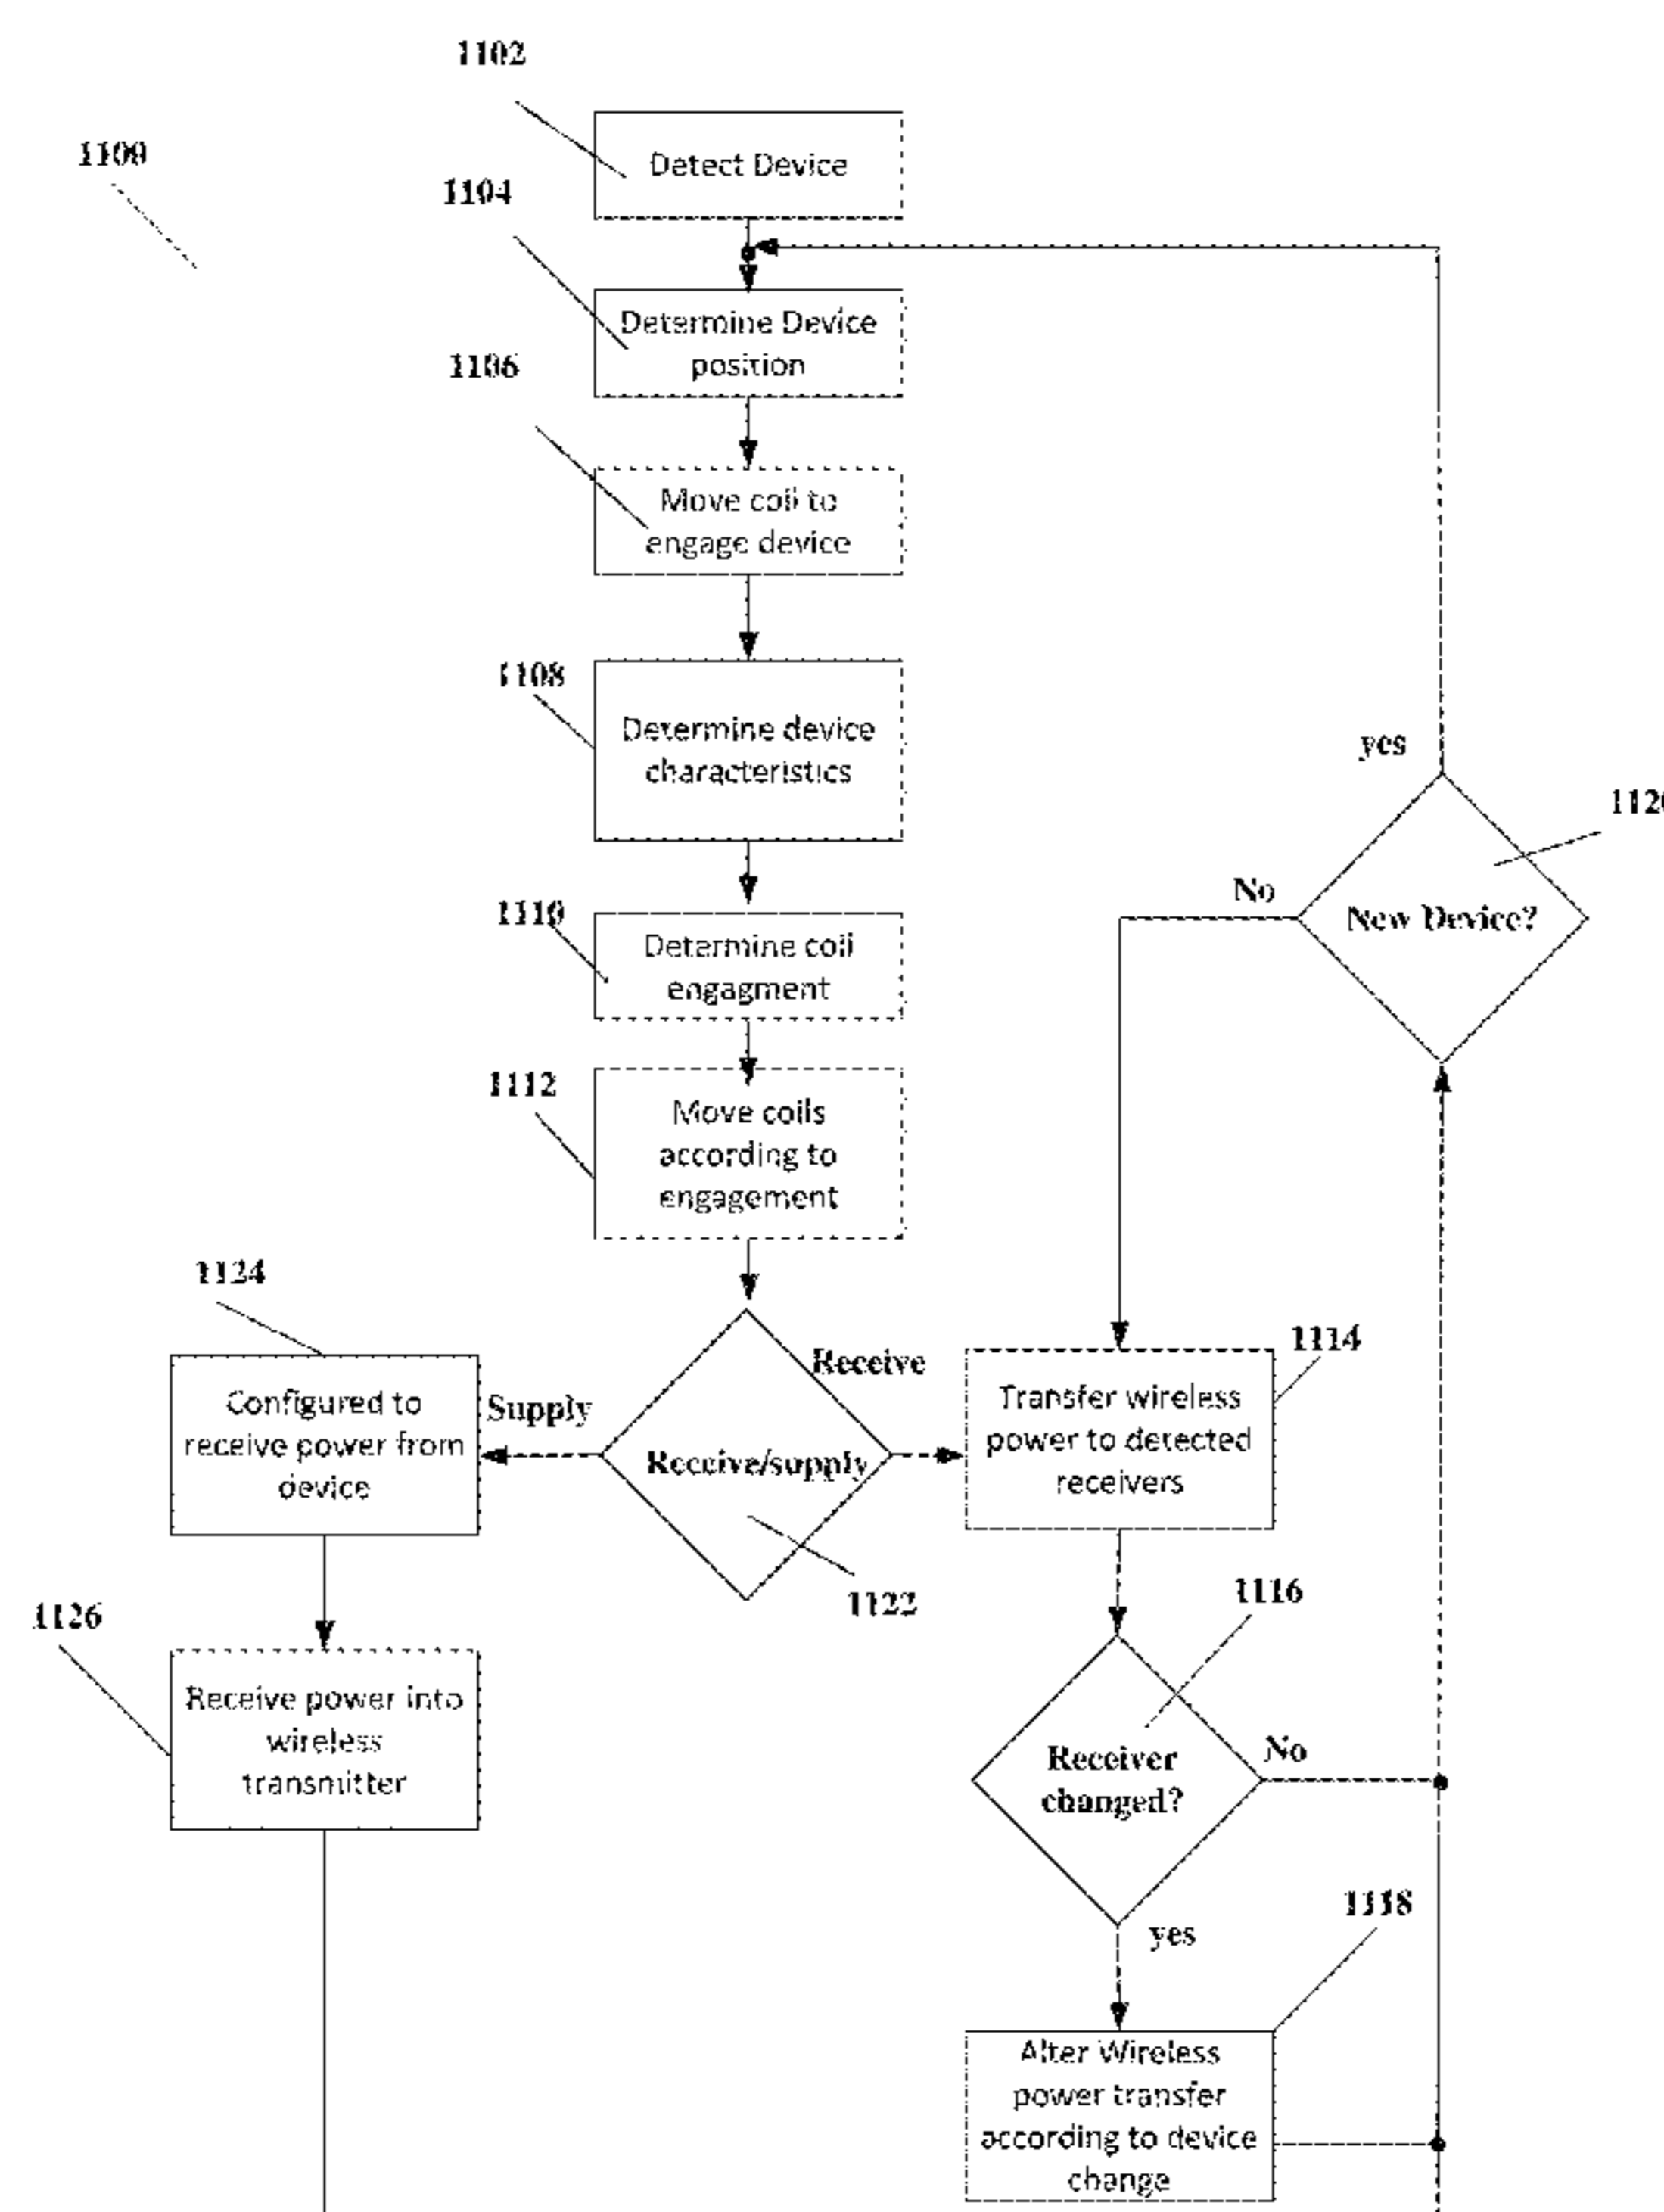 1102
1100
Detect Device
1104
Determine Device
position
1106
Move coil to
engage device
1108
Determine device
characteristics
yes
1120
No
New Device?
1110
Determine coil
engagment
1112
Move coils
according to
engagement
1124
Configured to
receive power from
device
Supply
Receive
Receive/supply
1122
1114
Transfer wireless
power to detected
receivers
1116
1126
Receive power into
wireless
transmitter
Receiver
changed?
No
yes
1118
Alter Wireless
power transfer
according to device
change